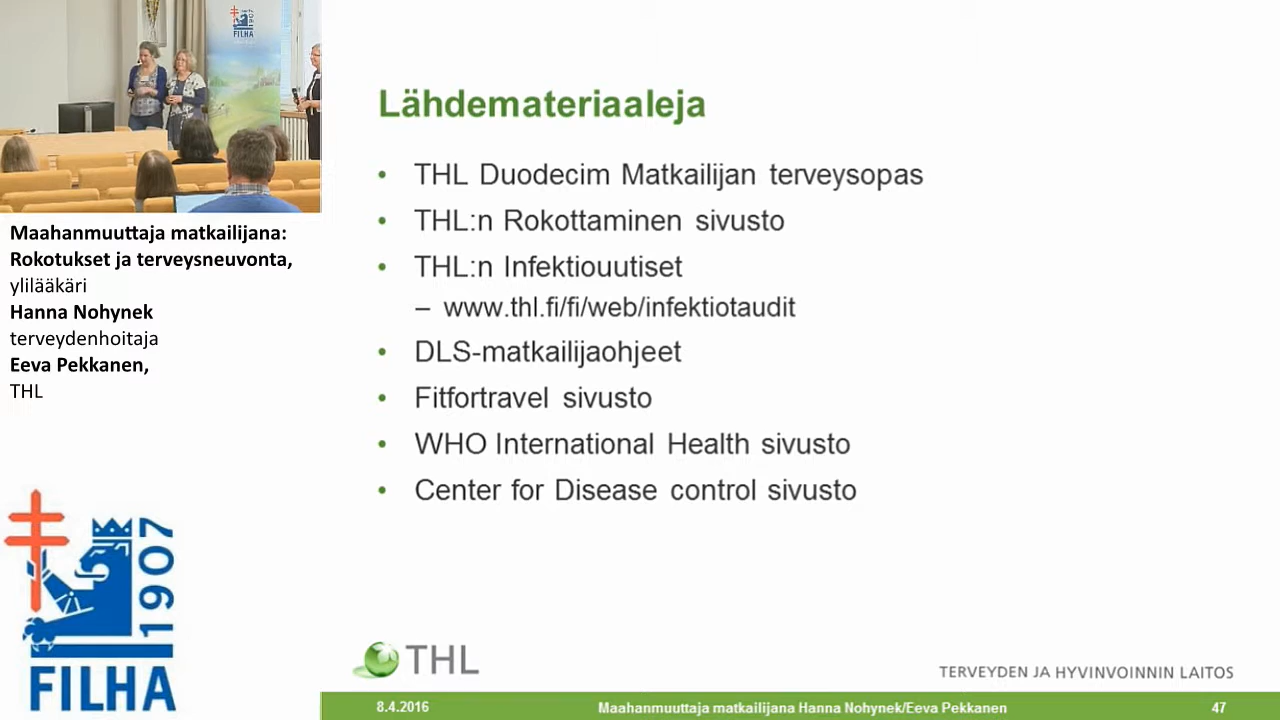 1907
FILHA
Maahanmuuttaja matkailijana:
Rokotukset ja terveysneuvonta,
ylilääkäri
Hanna Nohynek
terveydenhoitaja
Eeva Pekkanen,
THL
1907
FILHA
Lähdemateriaaleja
• THL Duodecim Matkailijan terveysopas
• THL:n Rokottaminen sivusto
• THL:n Infektiouutiset
– www.thl.fi/fi/web/infektiotaudit
• DLS-matkailijaohjeet
• Fitfortravel sivusto
• WHO International Health sivusto
• Center for Disease control sivusto
THL
TERVEYDEN JA HYVINVOINNIN LAITOS
8.4.2016
Maahanmuuttaja matkailijana Hanna Nohynek/Eeva Pekkanen
47